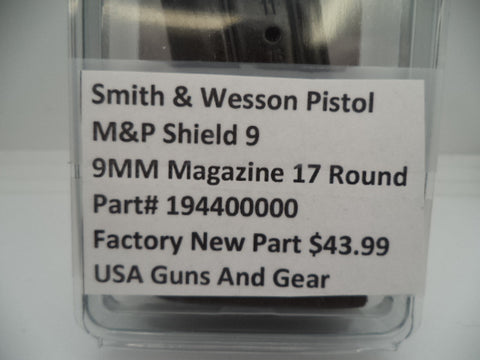 Smith & Wesson Pistol
M&P Shield 9
9MM Magazine 17 Round
Part# 194400000
Factory New Part $43.99
USA Guns And Gear